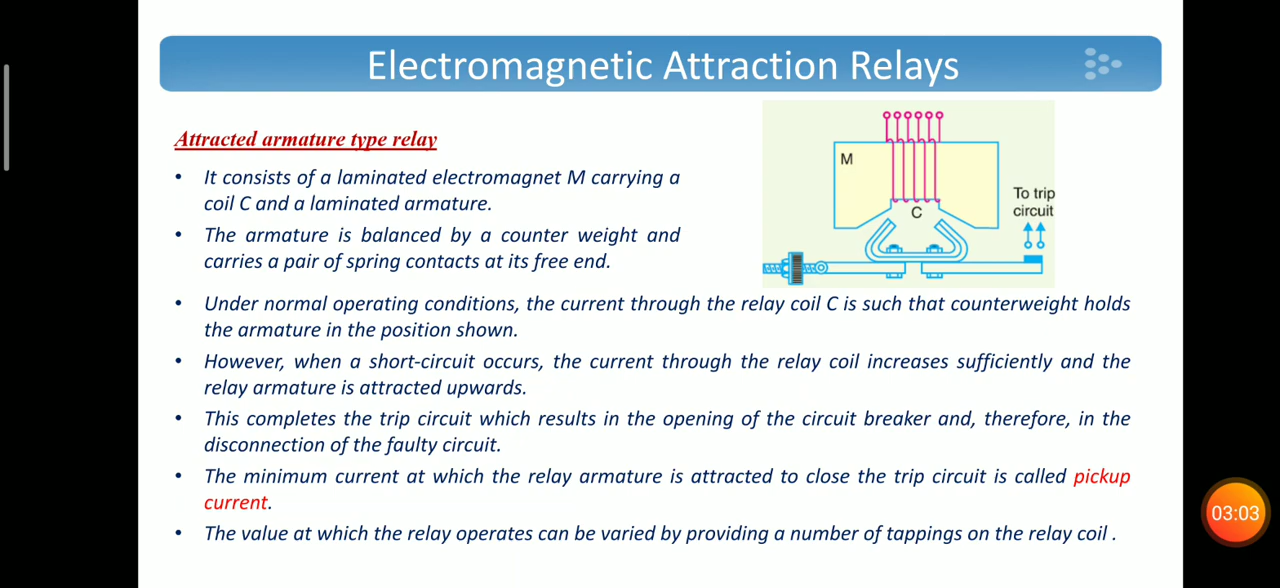 Electromagnetic Attraction Relays
Attracted armature type relay
• It consists of a laminated electromagnet M carrying a
coil C and a laminated armature.
• The armature is balanced by a counter weight and
carries a pair of spring contacts at its free end.
M
C
To trip
circuit
• Under normal operating conditions, the current through the relay coil C is such that counterweight holds
the armature in the position shown.
• However, when a short-circuit occurs, the current through the relay coil increases sufficiently and the
relay armature is attracted upwards.
• This completes the trip circuit which results in the opening of the circuit breaker and, therefore, in the
disconnection of the faulty circuit.
• The minimum current at which the relay armature is attracted to close the trip circuit is called pickup
current.
• The value at which the relay operates can be varied by providing a number of tappings on the relay coil .
03:03